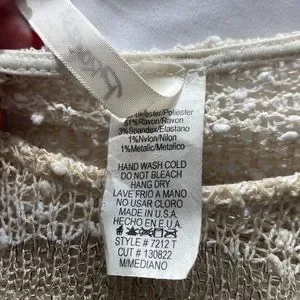 Polyester/Poliester
61%Rayon/Rayon
3%Spandex/Elastano
1%Nylon/Nilon
1%Metallic/Metalico
HAND WASH COLD
DO NOT BLEACH
HANG DRY
LAVE FRIO A MANO
NO USAR CLORO
MADE IN U.S.A.
HECHO EN E.U.A.
STYLE # 7212 T
CUT # 130822
M/MEDIANO